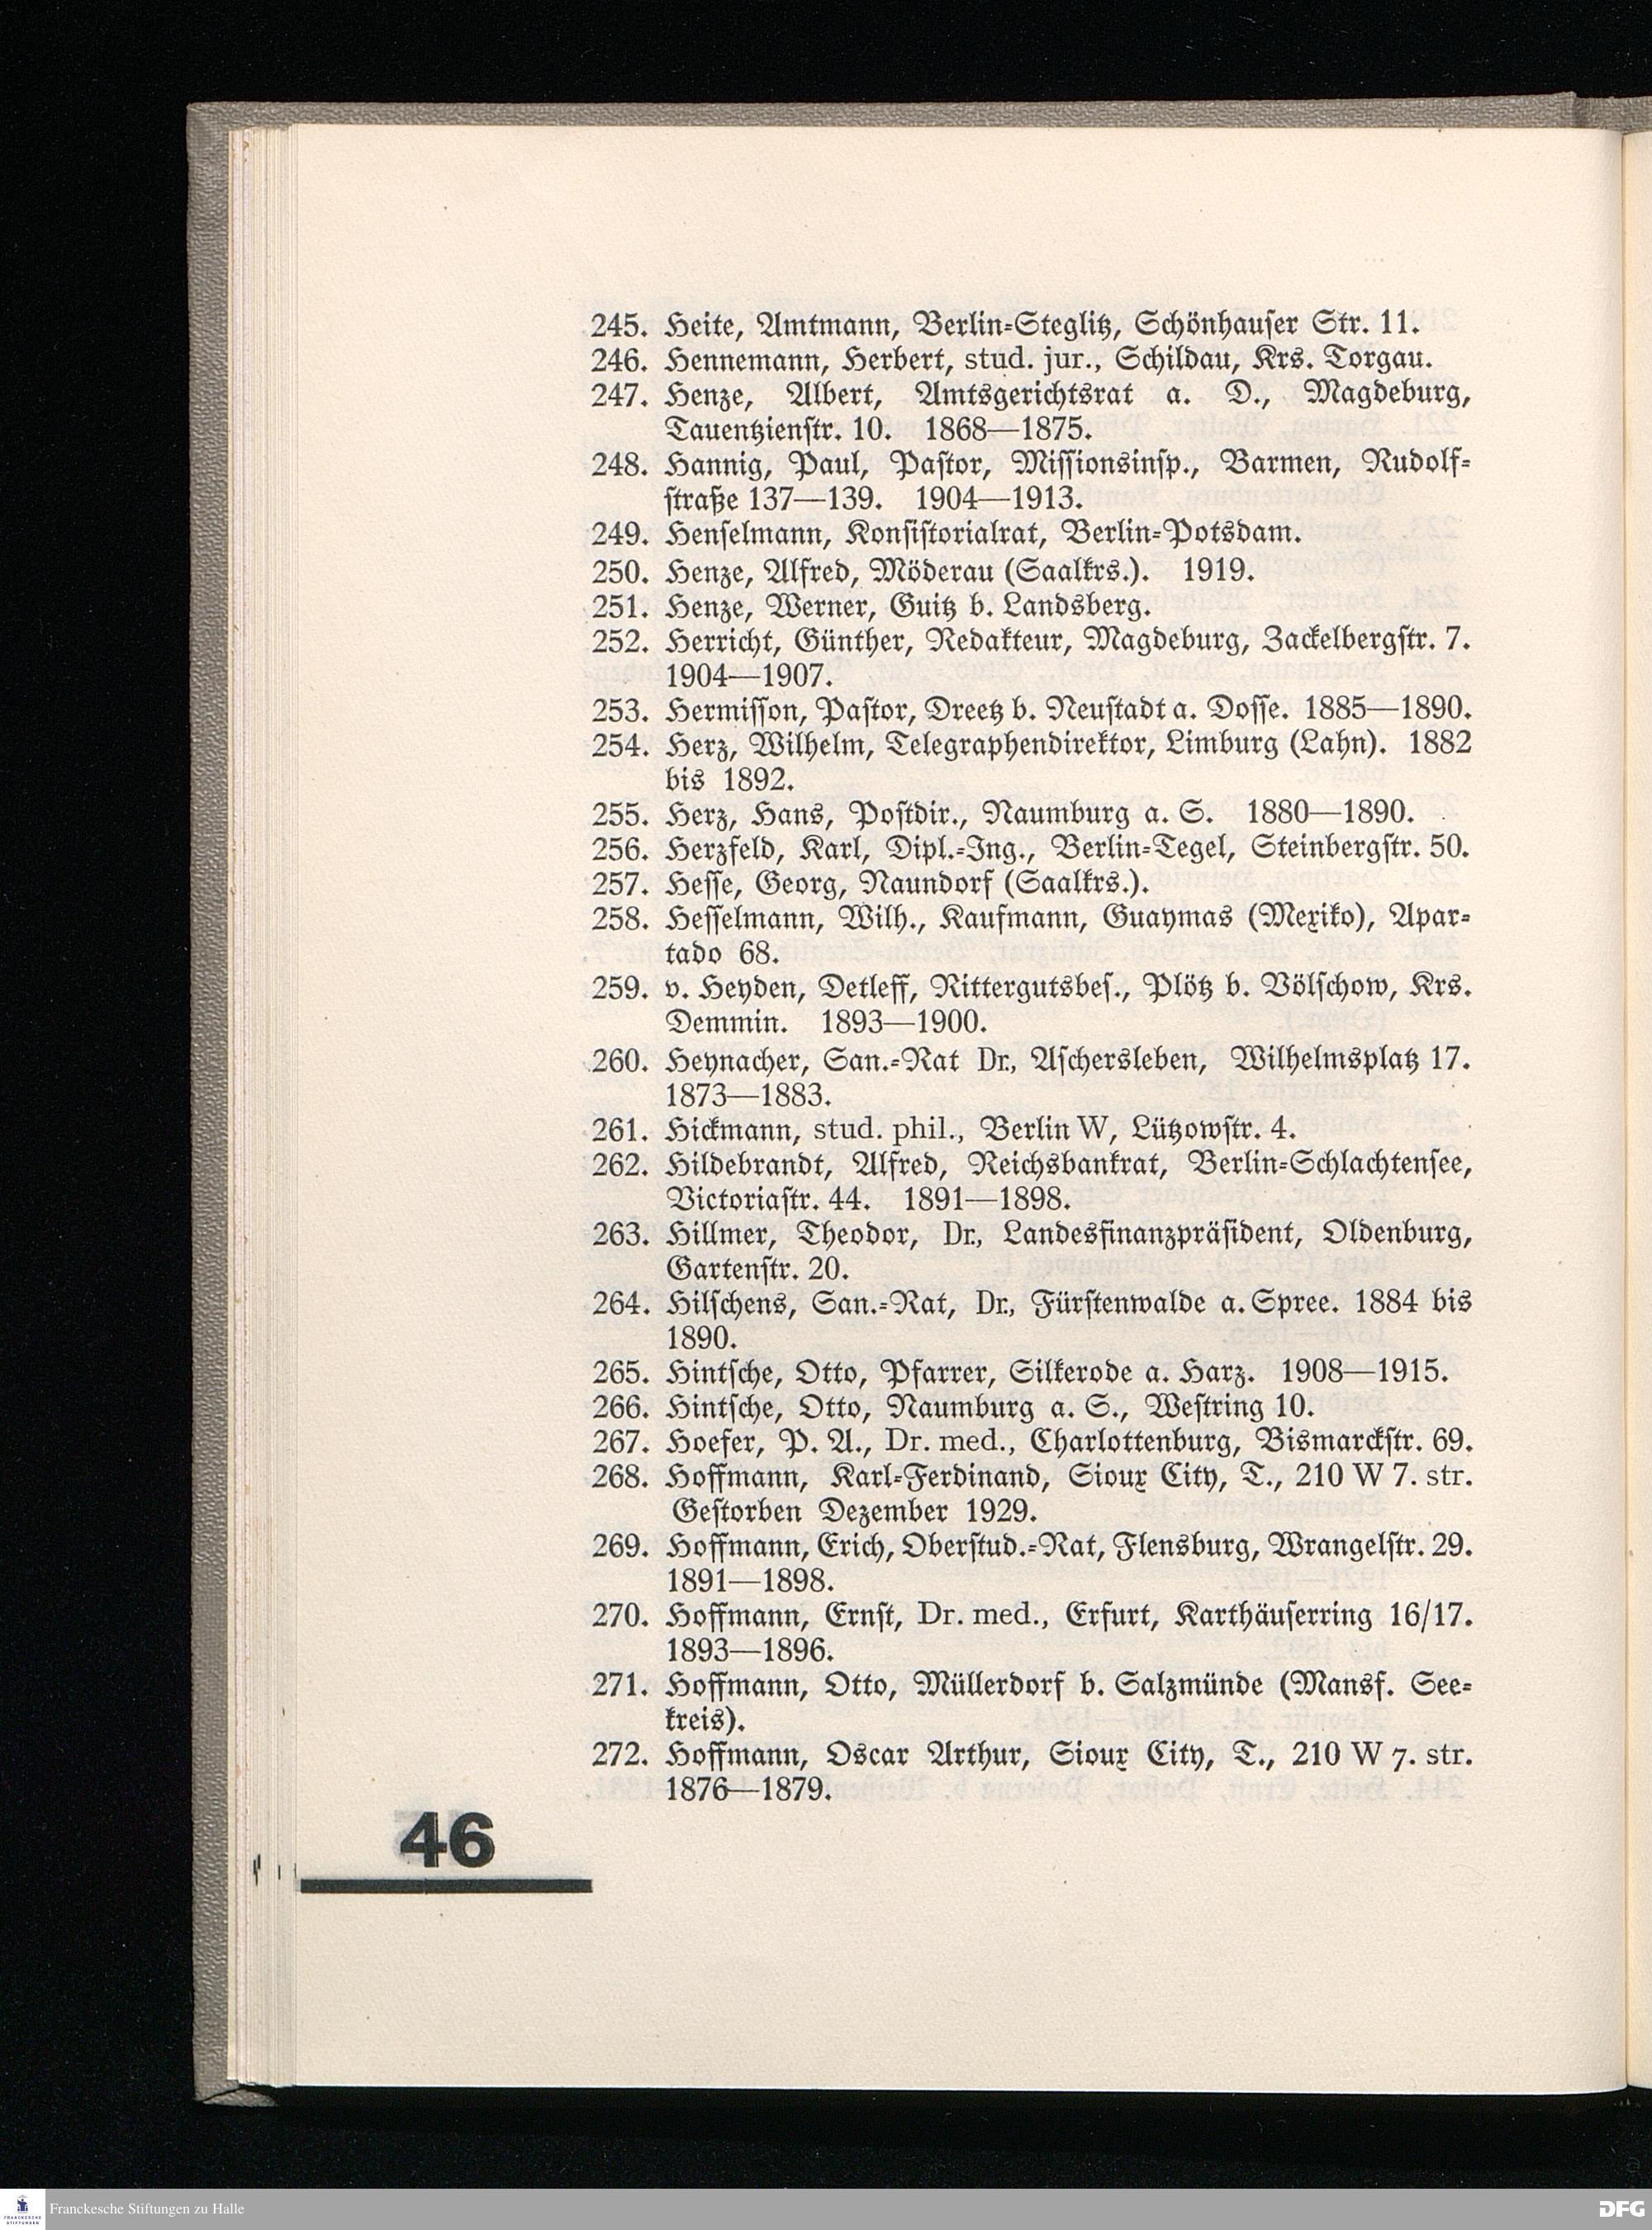 245. Heite, Amtmann, Berlin-Steglitz, Schönhauser Str. 11.
246. Hennemann, Herbert, stud. jur., Schildau, Krs. Torgau.
247. Henze, Albert, Amtsgerichtsrat a. D., Magdeburg,
Tauentzienstr. 10. 1868—1875.
248. Hannig, Paul, Pastor, Missionsinsp., Barmen, Rudolf-
straße 137—139. 1904—1913.
249. Henselmann, Konsistorialrat, Berlin-Potsdam.
250. Henze, Alfred, Möderau (Saalkrs.). 1919.
251. Henze, Werner, Guitz b. Landsberg.
252. Herricht, Günther, Redakteur, Magdeburg, Zackelbergstr. 7.
1904—1907.
253. Hermisson, Pastor, Dreetz b. Neustadt a. Dosse. 1885—1890.
254. Herz, Wilhelm, Telegraphendirektor, Limburg (Lahn). 1882
bis 1892.
255. Herz, Hans, Postdir., Naumburg a. S. 1880—1890.
256. Herzfeld, Karl, Dipl.-Ing., Berlin-Tegel, Steinbergstr. 50.
257. Hesse, Georg, Naundorf (Saalkrs.).
258. Hesselmann, Wilh., Kaufmann, Guaymas (Mexiko), Apar-
tado 68.
259. v. Heyden, Detleff, Rittergutsbes., Plötz b. Völschow, Krs.
Demmin. 1893—1900.
260. Heynacher, San.-Rat Dr., Aschersleben, Wilhelmsplatz 17.
1873—1883.
261. Hickmann, stud. phil., Berlin W, Lützowstr. 4.
262. Hildebrandt, Alfred, Reichsbankrat, Berlin-Schlachtensee,
Victoriastr. 44. 1891—1898.
263. Hillmer, Theodor, Dr., Landesfinanzpräsident, Oldenburg,
Gartenstr. 20.
264. Hilschens, San.-Rat, Dr., Fürstenwalde a. Spree. 1884 bis
1890.
265. Hintsche, Otto, Pfarrer, Silkerode a. Harz. 1908—1915.
266. Hintsche, Otto, Naumburg a. S., Westring 10.
267. Hoefer, P. A., Dr. med., Charlottenburg, Bismarckstr. 69.
268. Hoffmann, Karl-Ferdinand, Sioux City, T., 210 W 7. str.
Gestorben Dezember 1929.
269. Hoffmann, Erich, Oberstud.-Rat, Flensburg, Wrangelstr. 29.
1891—1898.
270. Hoffmann, Ernst, Dr. med., Erfurt, Karthäuserring 16/17.
1893—1896.
271. Hoffmann, Otto, Müllerdorf b. Salzmünde (Mansf. See-
kreis).
272. Hoffmann, Oscar Arthur, Sioux City, T., 210 W 7. str.
1876—1879.
46
Franckesche Stiftungen zu Halle
FRANCKESCHE
STIFTUNGEN
DFG